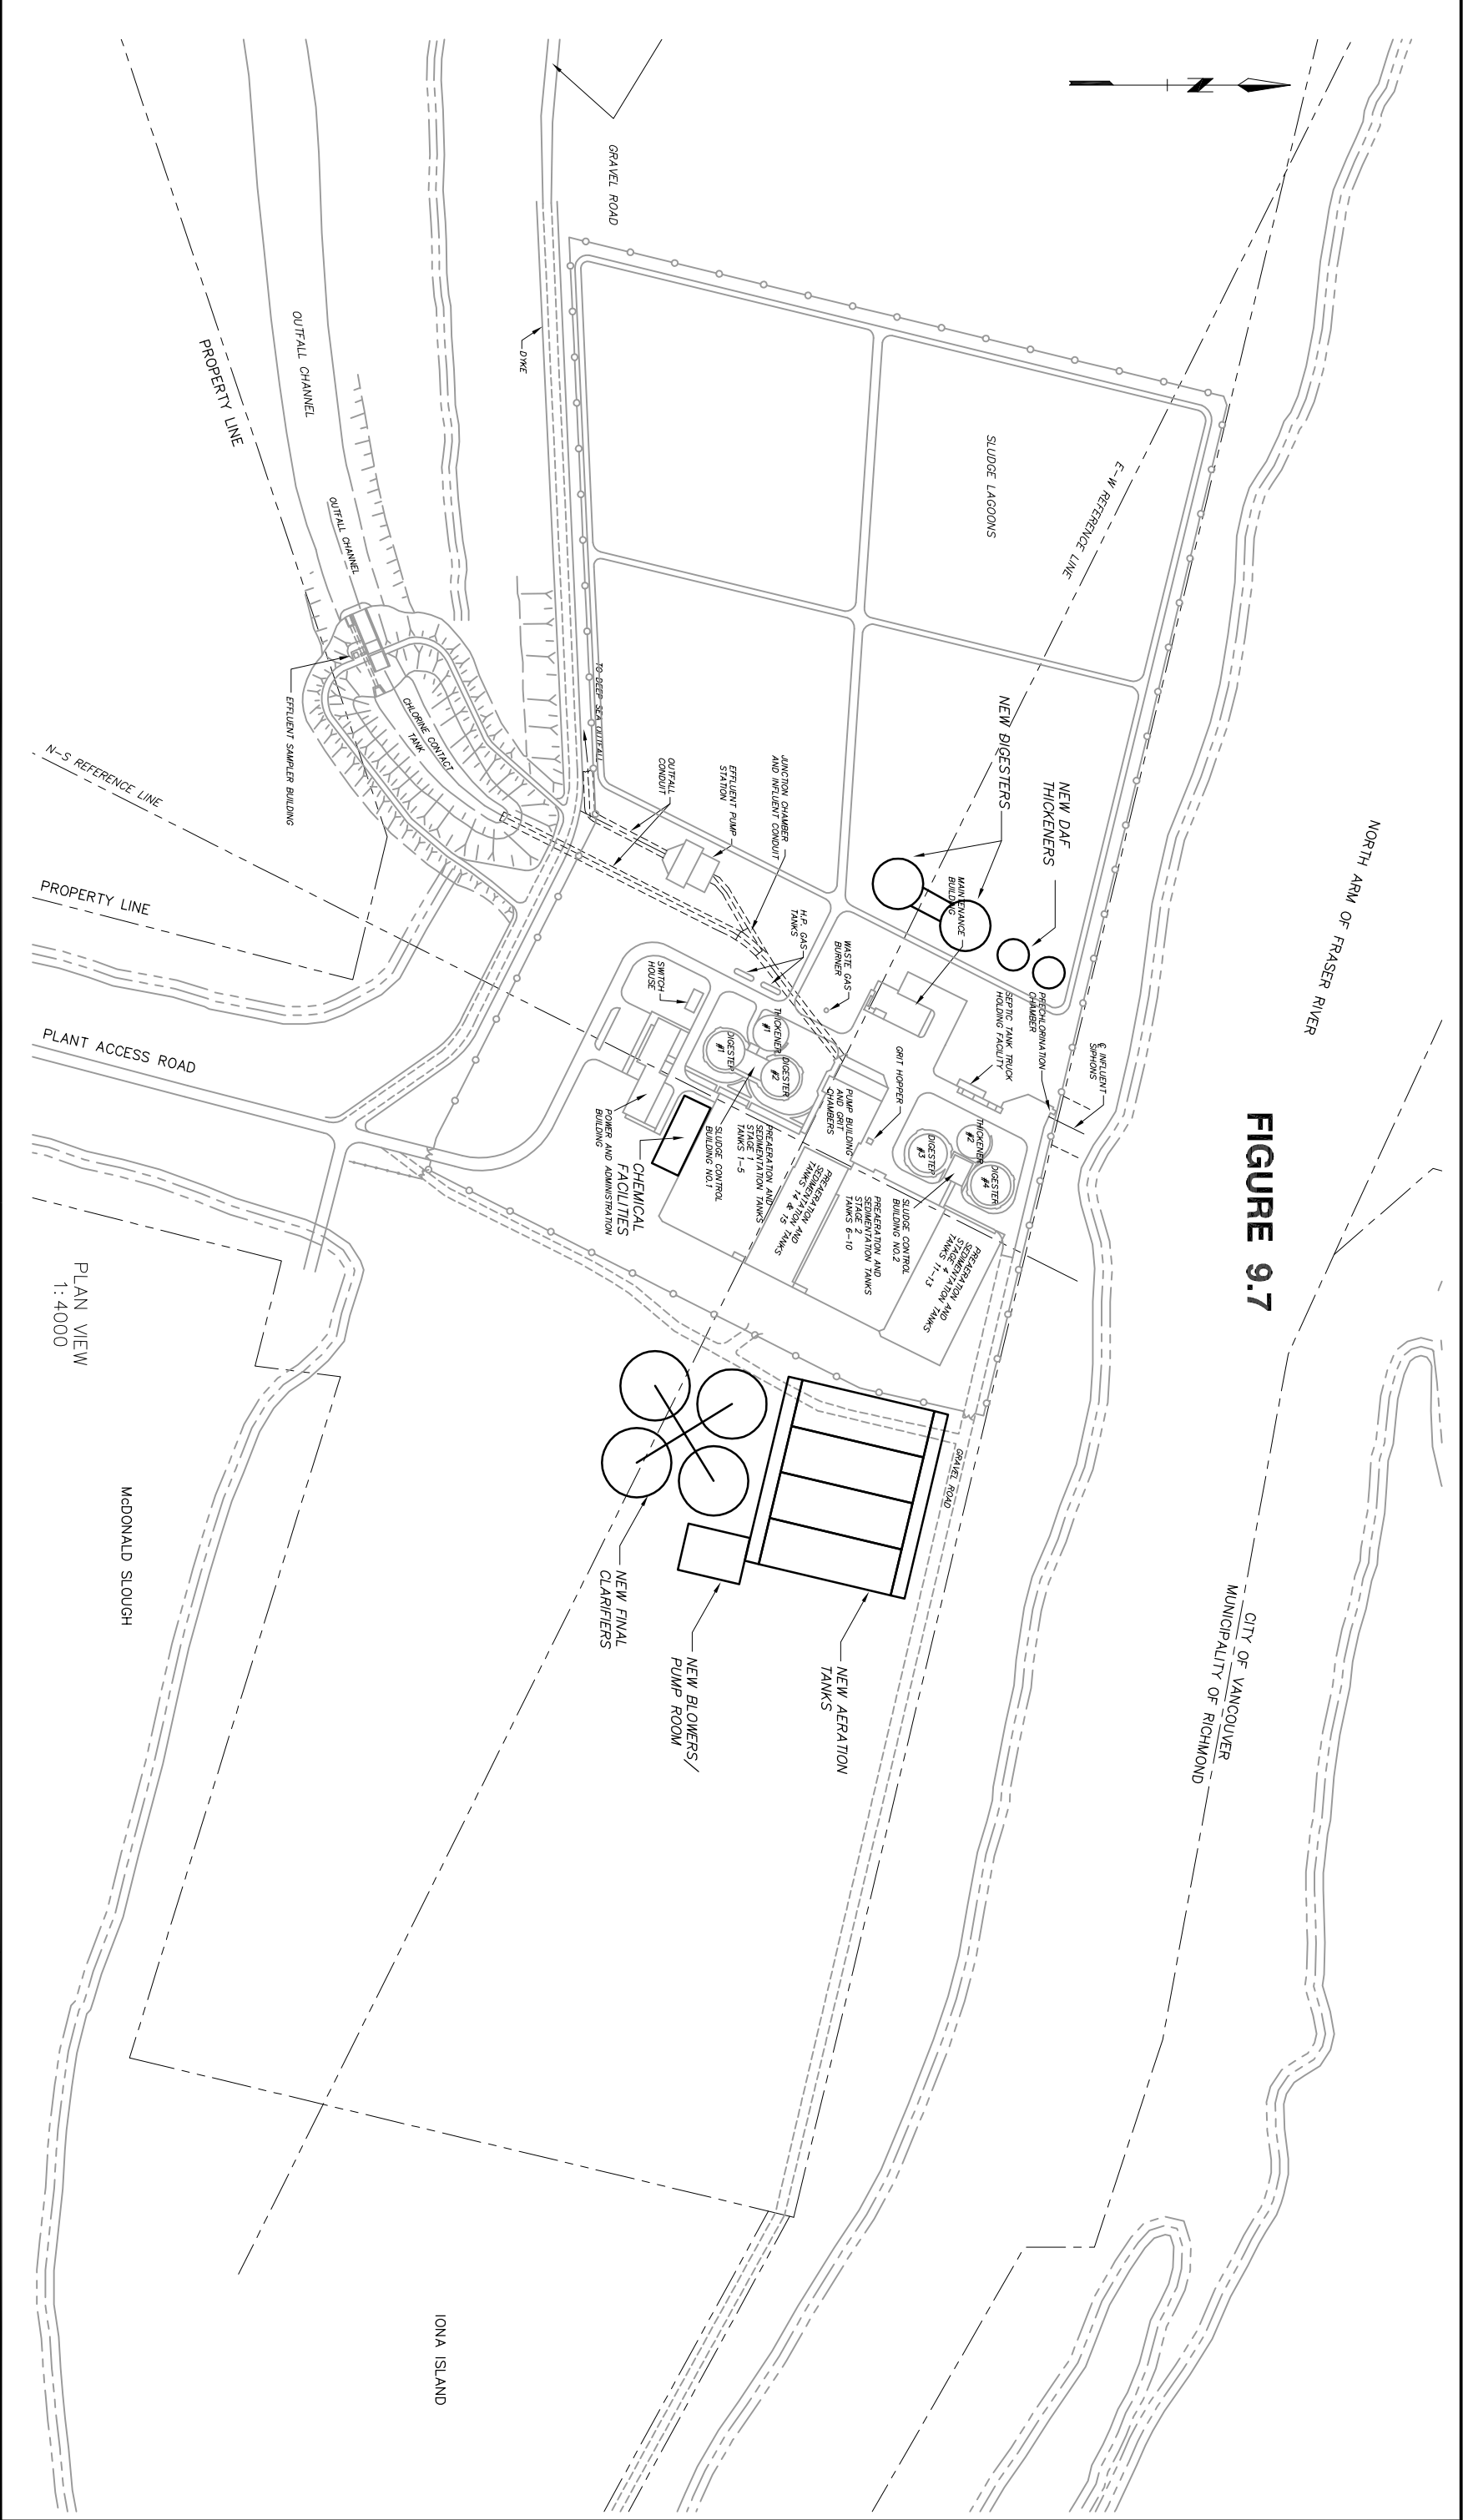 N
NORTH ARM OF FRASER RIVER
FIGURE 9.7
CITY OF VANCOUVER
MUNICIPALITY OF RICHMOND
E-W REFERENCE LINE
SLUDGE LAGOONS
GRAVEL ROAD
DYKE
OUTFALL CHANNEL
PROPERTY LINE
OUTFALL CHANNEL
EFFLUENT SAMPLER BUILDING
CHLORINE CONTACT
TANK
TO DEEP SEA OUTFALL
OUTFALL
CONDUIT
EFFLUENT PUMP
STATION
JUNCTION CHAMBER
AND INFLUENT CONDUIT
H.P. GAS
TANKS
WASTE GAS
BURNER
NEW DIGESTERS
NEW DAF
THICKENERS
MAINTENANCE
BUILDING
PRECHLORINATION
CHAMBER
SEPTIC TANK TRUCK
HOLDING FACILITY
℄ INFLUENT
SIPHONS
GRIT HOPPER
THICKENER
#2
DIGESTER
#3
DIGESTER
#4
SLUDGE CONTROL
BUILDING NO.2
PREAERATION AND
SEDIMENTATION TANKS
STAGE 4
TANKS 11-13
PREAERATION AND
SEDIMENTATION TANKS
STAGE 2
TANKS 6-10
PREAERATION AND
SEDIMENTATION AND
TANKS 14 & 15 TANKS
PUMP BUILDING
AND GRIT
CHAMBERS
PREAERATION AND
SEDIMENTATION TANKS
STAGE 1
TANKS 1-5
SLUDGE CONTROL
BUILDING NO.1
THICKENER
#1
DIGESTER
#1
DIGESTER
#2
SWITCH
HOUSE
POWER AND ADMINISTRATION
BUILDING
CHEMICAL
FACILITIES
GRAVEL ROAD
NEW AERATION
TANKS
NEW BLOWERS/
PUMP ROOM
NEW FINAL
CLARIFIERS
N-S REFERENCE LINE
PROPERTY LINE
PLANT ACCESS ROAD
PLAN VIEW
1:4000
McDONALD SLOUGH
IONA ISLAND